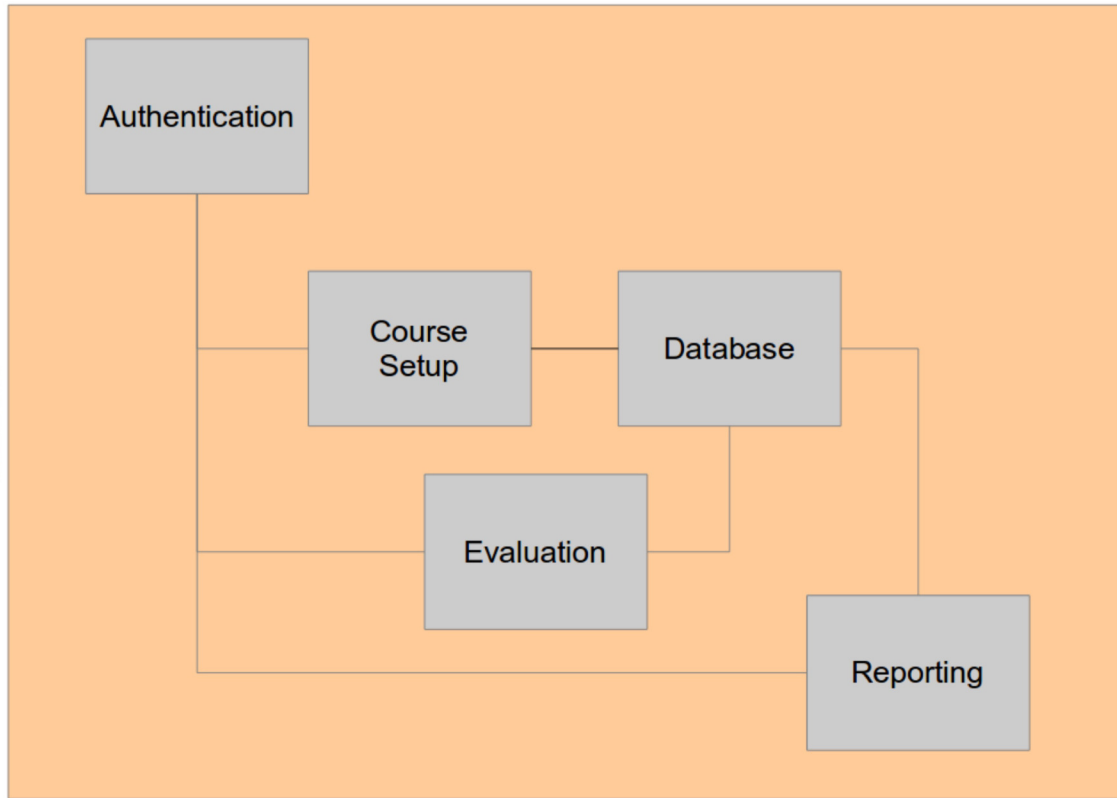 Authentication
Course
Setup
Database
Evaluation
Reporting